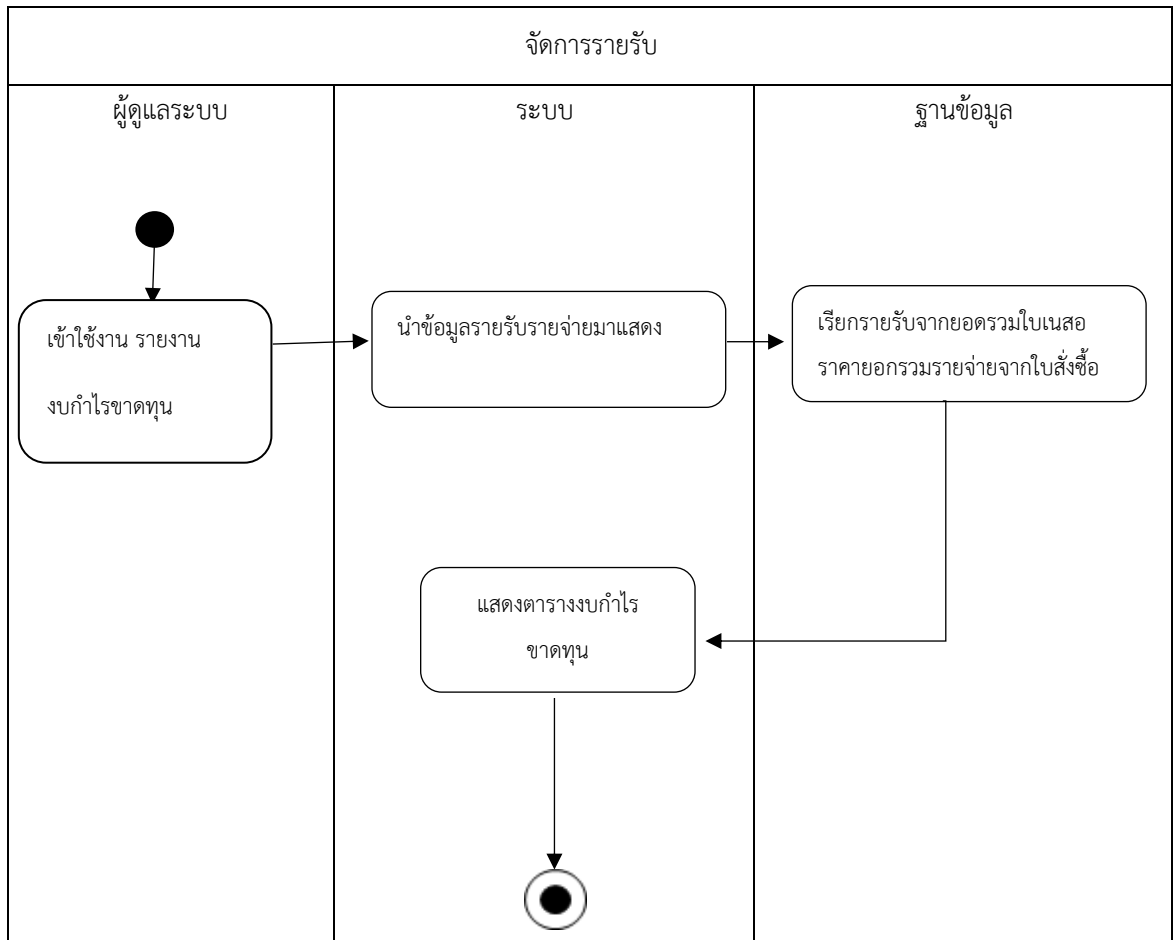 จัดการรายรับ
ผู้ดูแลระบบ
ระบบ
ฐานข้อมูล
เข้าใช้งาน รายงาน
งบกำไรขาดทุน
นำข้อมูลรายรับรายจ่ายมาแสดง
เรียกรายรับจากยอดรวมใบเนสอ
ราคายอกรวมรายจ่ายจากใบสั่งซื้อ
แสดงตารางงบกำไร
ขาดทุน